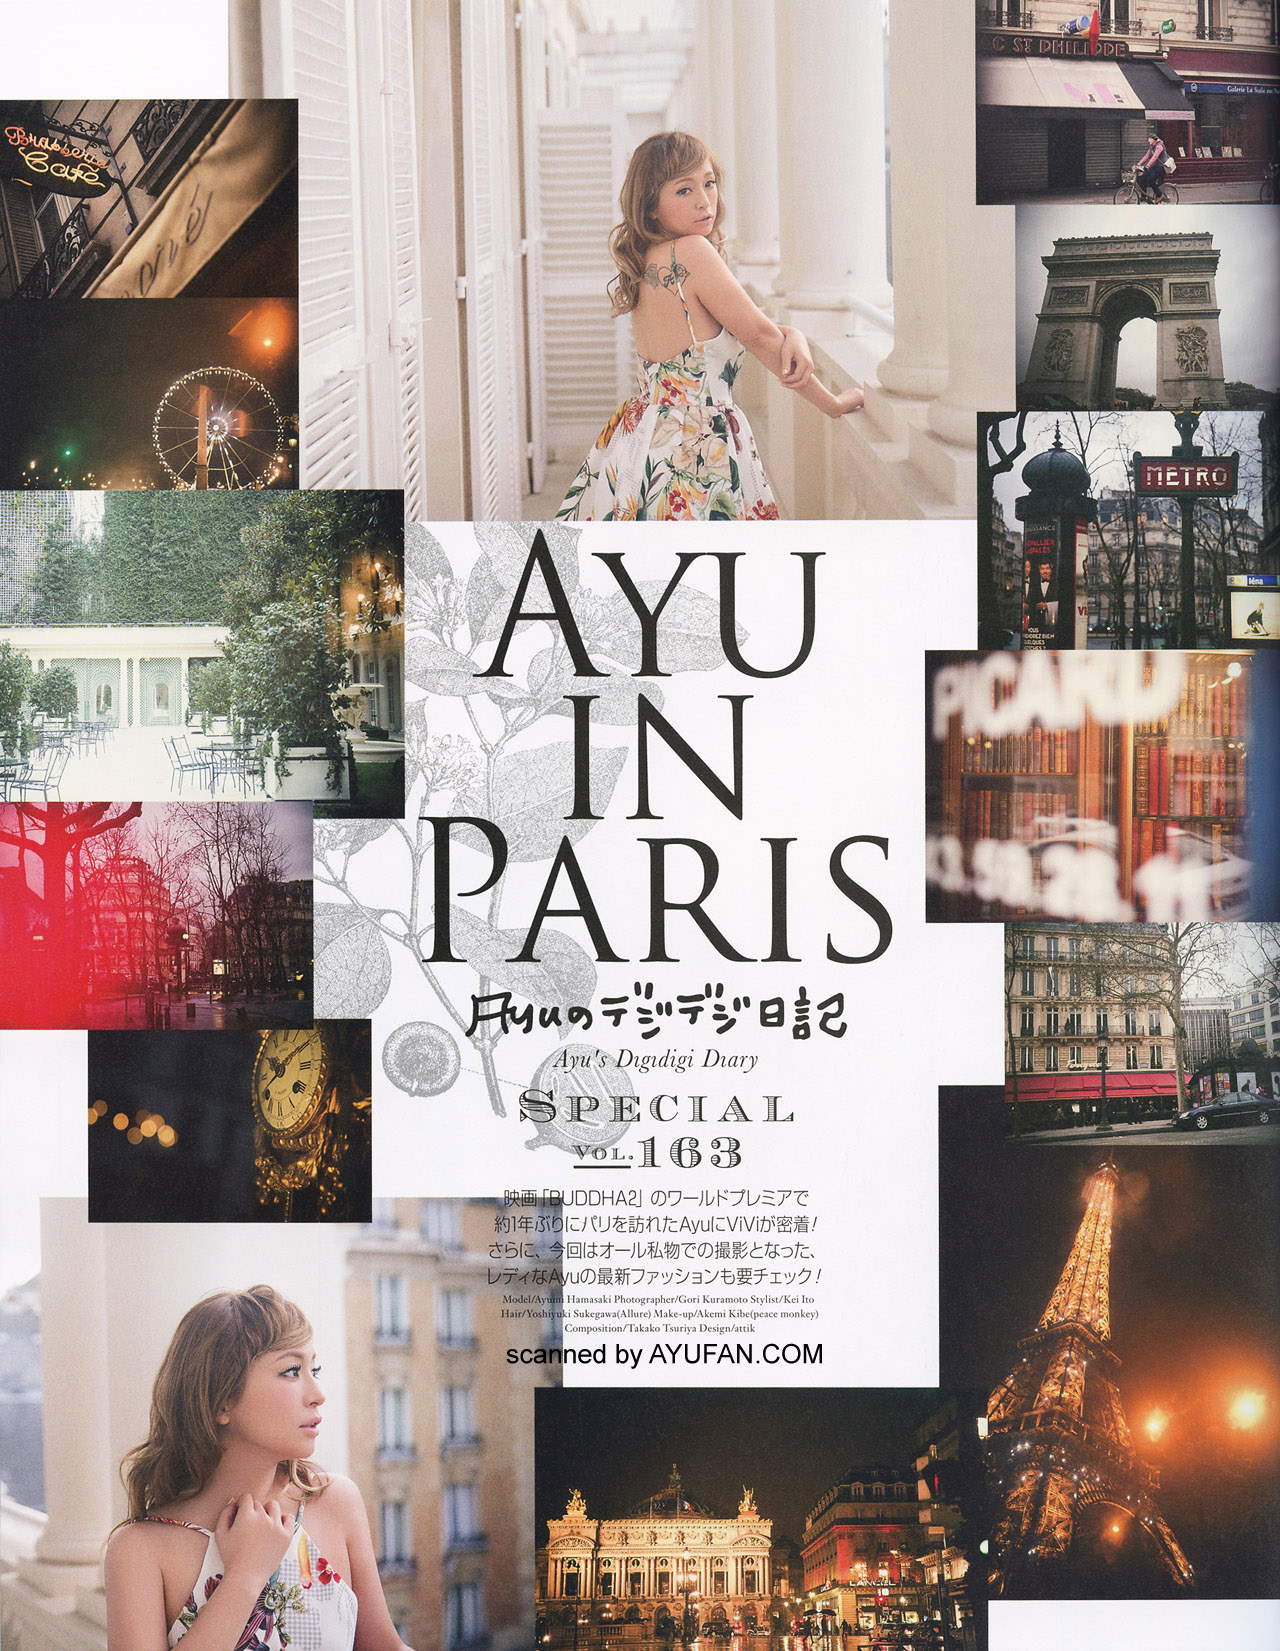 C ST PHILIPPE
Galerie La Scala aux
Brasserie
Café
METRO
Iéna
PICARD
AYU
IN
PARIS
Ayuのデジデジ日記
Ayu's Digidigi Diary
SPECIAL
VOL.163
映画「BUDDHA2」のワールドプレミアで
約1年ぶりにパリを訪れたAyuにViViが密着!
さらに、今回はオール私物での撮影となった、
レディなAyuの最新ファッションも要チェック!
Model/Ayumi Hamasaki Photographer/Gori Kuramoto Stylist/Kei Ito
Hair/Yoshiyuki Sukegawa(Allure) Make-up/Akemi Kibe(peace monkey)
Composition/Takako Tsuriya Design/attik
scanned by AYUFAN.COM
LANCEL